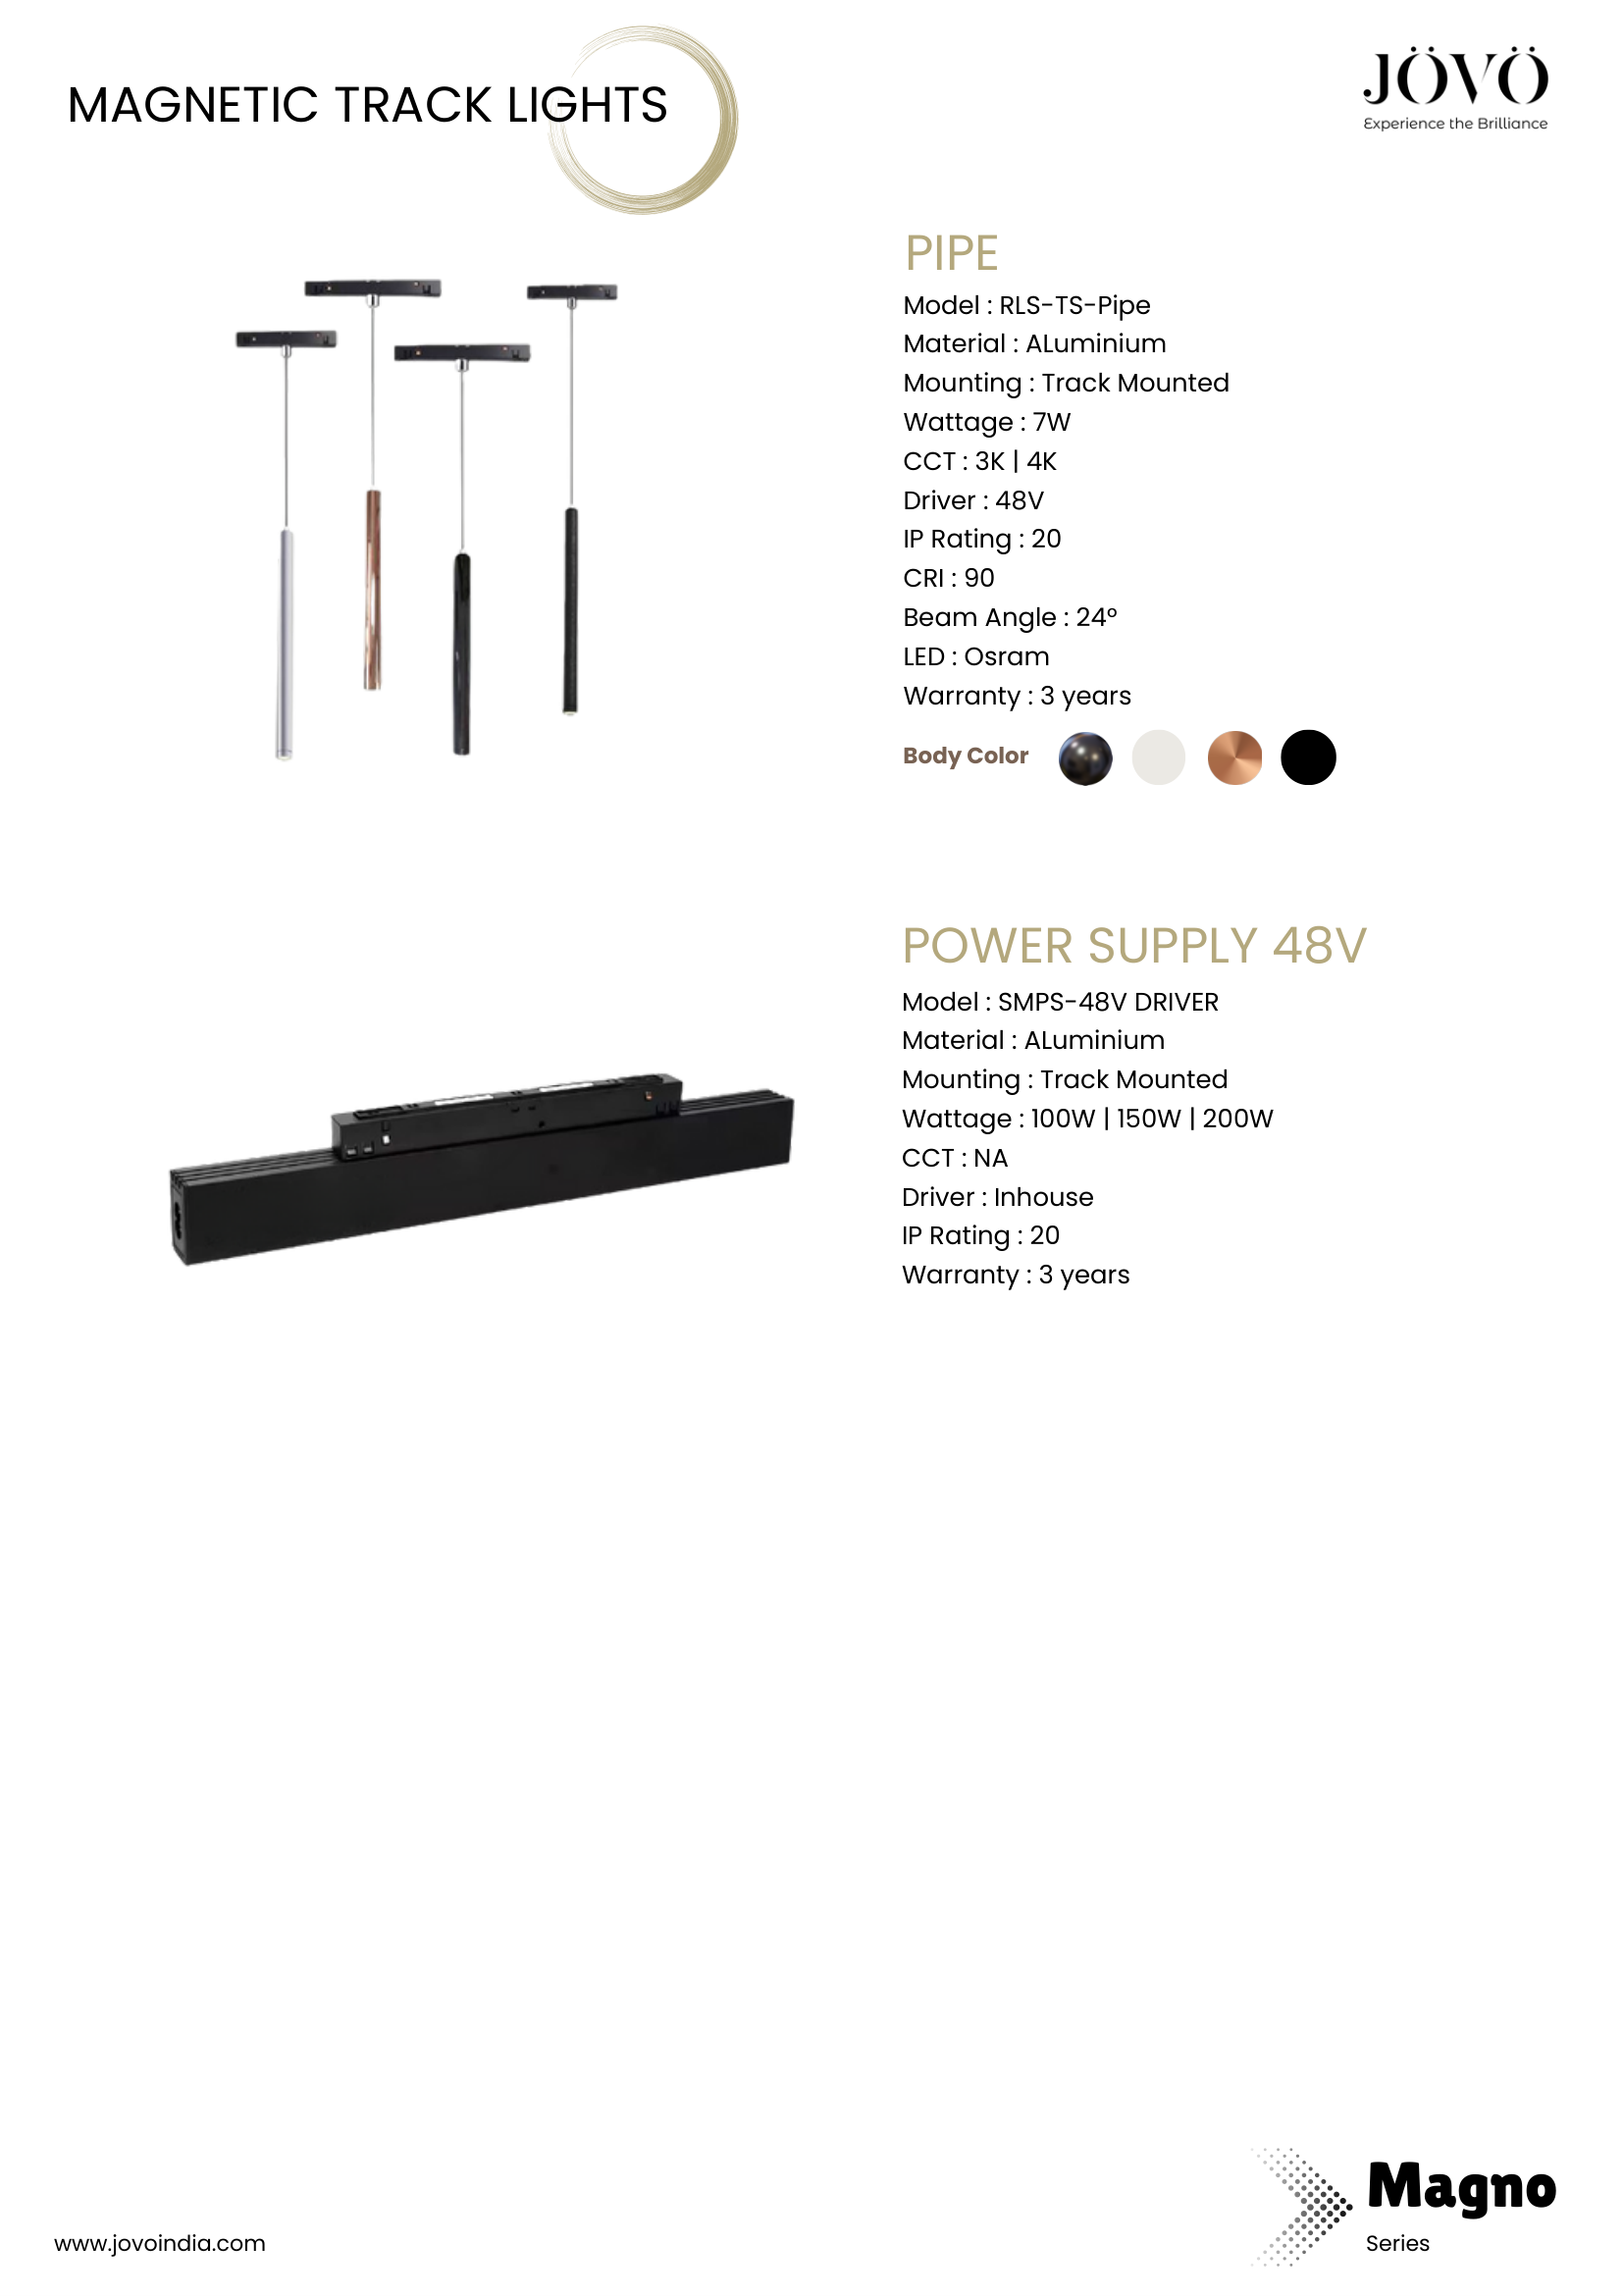 MAGNETIC TRACK LIGHTS
JÖVÖ
Experience the Brilliance
PIPE
Model : RLS-TS-Pipe
Material : ALuminium
Mounting : Track Mounted
Wattage : 7W
CCT : 3K | 4K
Driver : 48V
IP Rating : 20
CRI : 90
Beam Angle : 24°
LED : Osram
Warranty : 3 years
Body Color
POWER SUPPLY 48V
Model : SMPS-48V DRIVER
Material : ALuminium
Mounting : Track Mounted
Wattage : 100W | 150W | 200W
CCT : NA
Driver : Inhouse
IP Rating : 20
Warranty : 3 years
Magno
Series
www.jovoindia.com